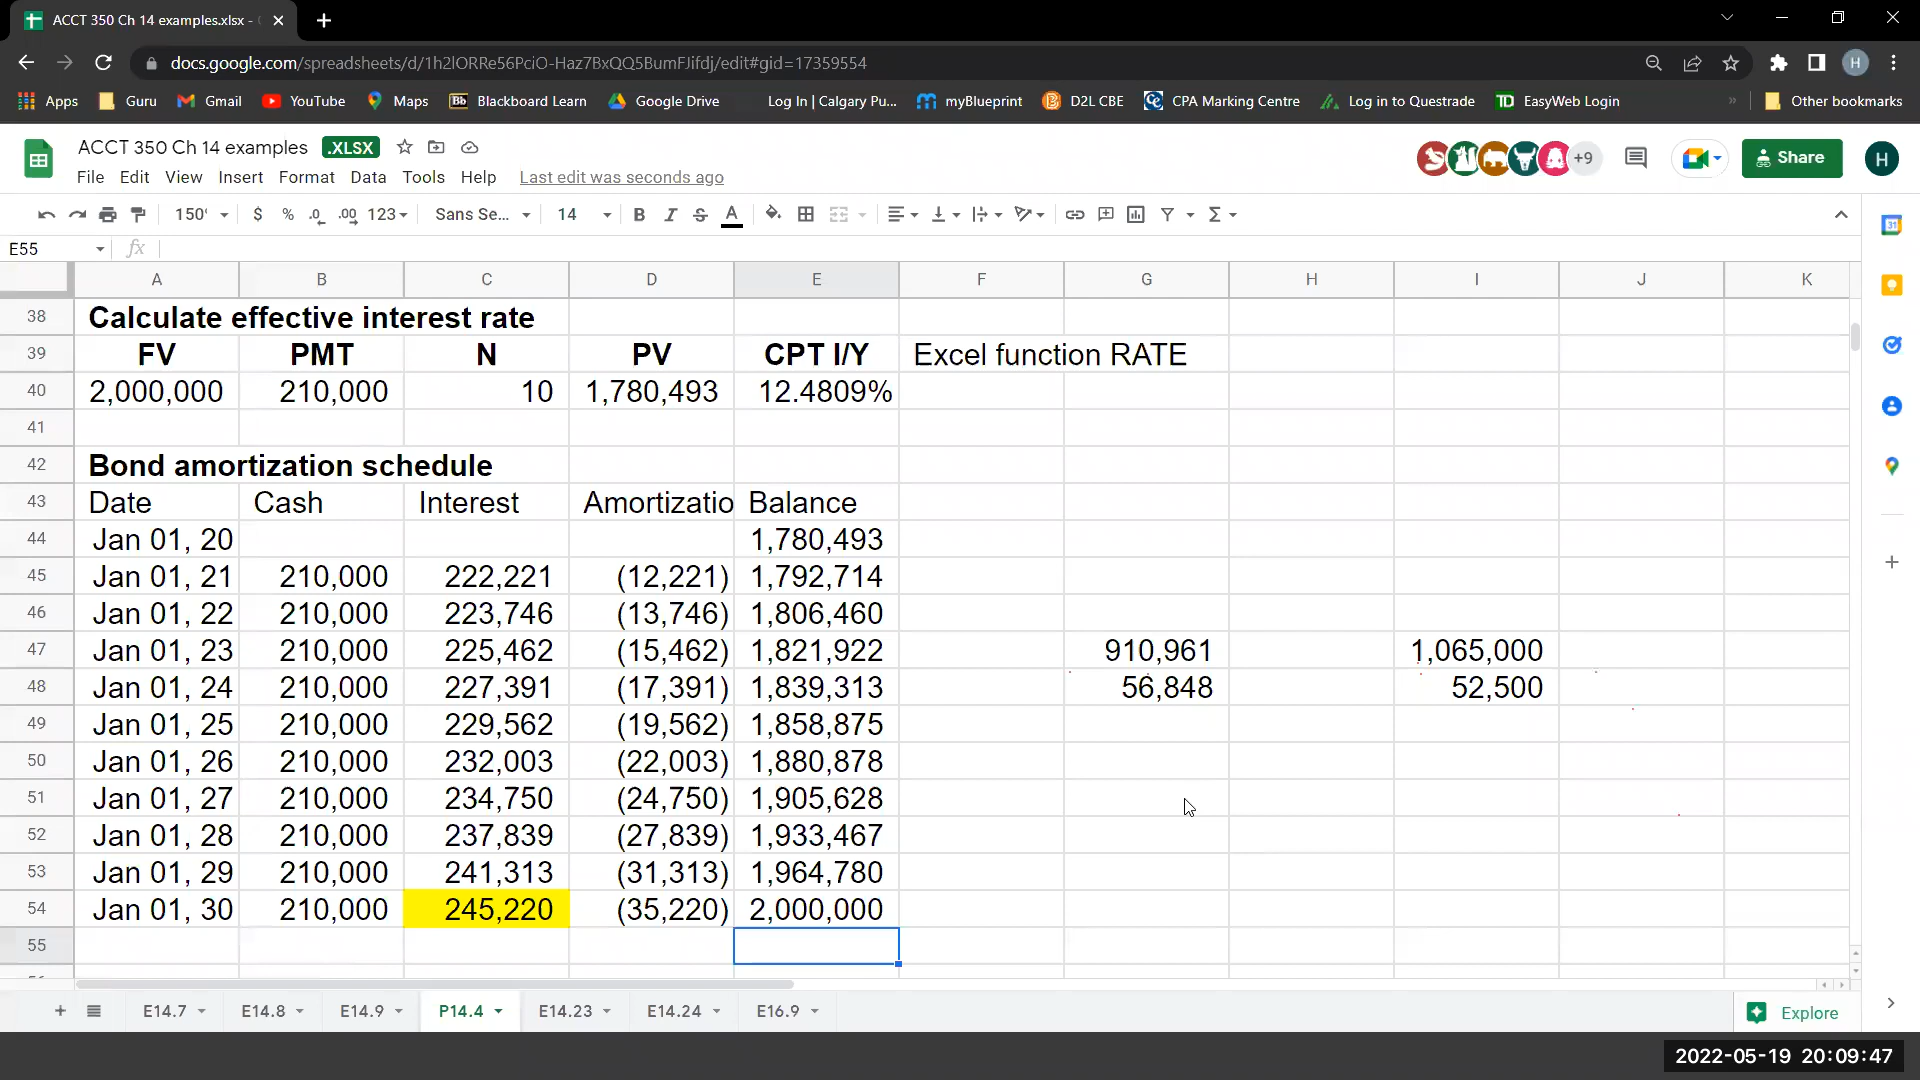 ACCT 350 Ch 14 examples.xlsx -
docs.google.com/spreadsheets/d/1h2lORRe56PciO-Haz7BxQQ5BumFJifdj/edit#gid=17359554
H
Apps Guru Gmail YouTube Maps Bb Blackboard Learn Google Drive Log In | Calgary Pu... myBlueprint D2L CBE CPA Marking Centre Log in to Questrade TD EasyWeb Login » Other bookmarks
ACCT 350 Ch 14 examples .XLSX
+9 Share H
File Edit View Insert Format Data Tools Help Last edit was seconds ago
150% $ % .0 .00 123 Sans Se... 14 B I S A Σ
31
E55 fx
A B C D E F G H I J K
38 Calculate effective interest rate
39 FV PMT N PV CPT I/Y Excel function RATE
40 2,000,000 210,000 10 1,780,493 12.4809%
41
42 Bond amortization schedule
43 Date Cash Interest Amortizatio Balance
44 Jan 01, 20 1,780,493
45 Jan 01, 21 210,000 222,221 (12,221) 1,792,714
46 Jan 01, 22 210,000 223,746 (13,746) 1,806,460
47 Jan 01, 23 210,000 225,462 (15,462) 1,821,922 910,961 1,065,000
48 Jan 01, 24 210,000 227,391 (17,391) 1,839,313 56,848 52,500
49 Jan 01, 25 210,000 229,562 (19,562) 1,858,875
50 Jan 01, 26 210,000 232,003 (22,003) 1,880,878
51 Jan 01, 27 210,000 234,750 (24,750) 1,905,628
52 Jan 01, 28 210,000 237,839 (27,839) 1,933,467
53 Jan 01, 29 210,000 241,313 (31,313) 1,964,780
54 Jan 01, 30 210,000 245,220 (35,220) 2,000,000
55
E14.7 E14.8 E14.9 P14.4 E14.23 E14.24 E16.9 Explore
2022-05-19 20:09:47